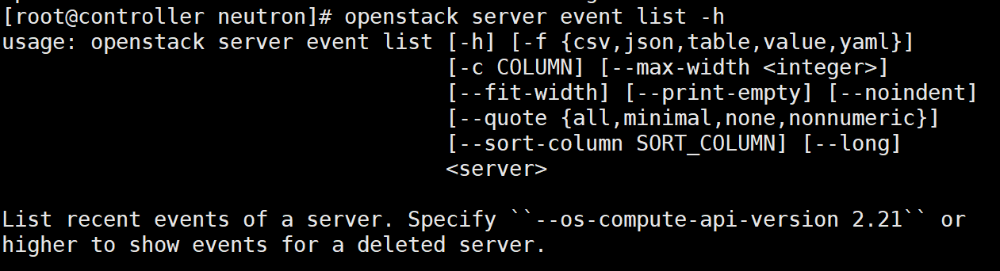 [root@controller neutron]# openstack server event list -h
usage: openstack server event list [-h] [-f {csv,json,table,value,yaml}]
[-c COLUMN] [--max-width <integer>]
[--fit-width] [--print-empty] [--noindent]
[--quote {all,minimal,none,nonnumeric}]
[--sort-column SORT_COLUMN] [--long]
<server>
List recent events of a server. Specify ``--os-compute-api-version 2.21`` or
higher to show events for a deleted server.